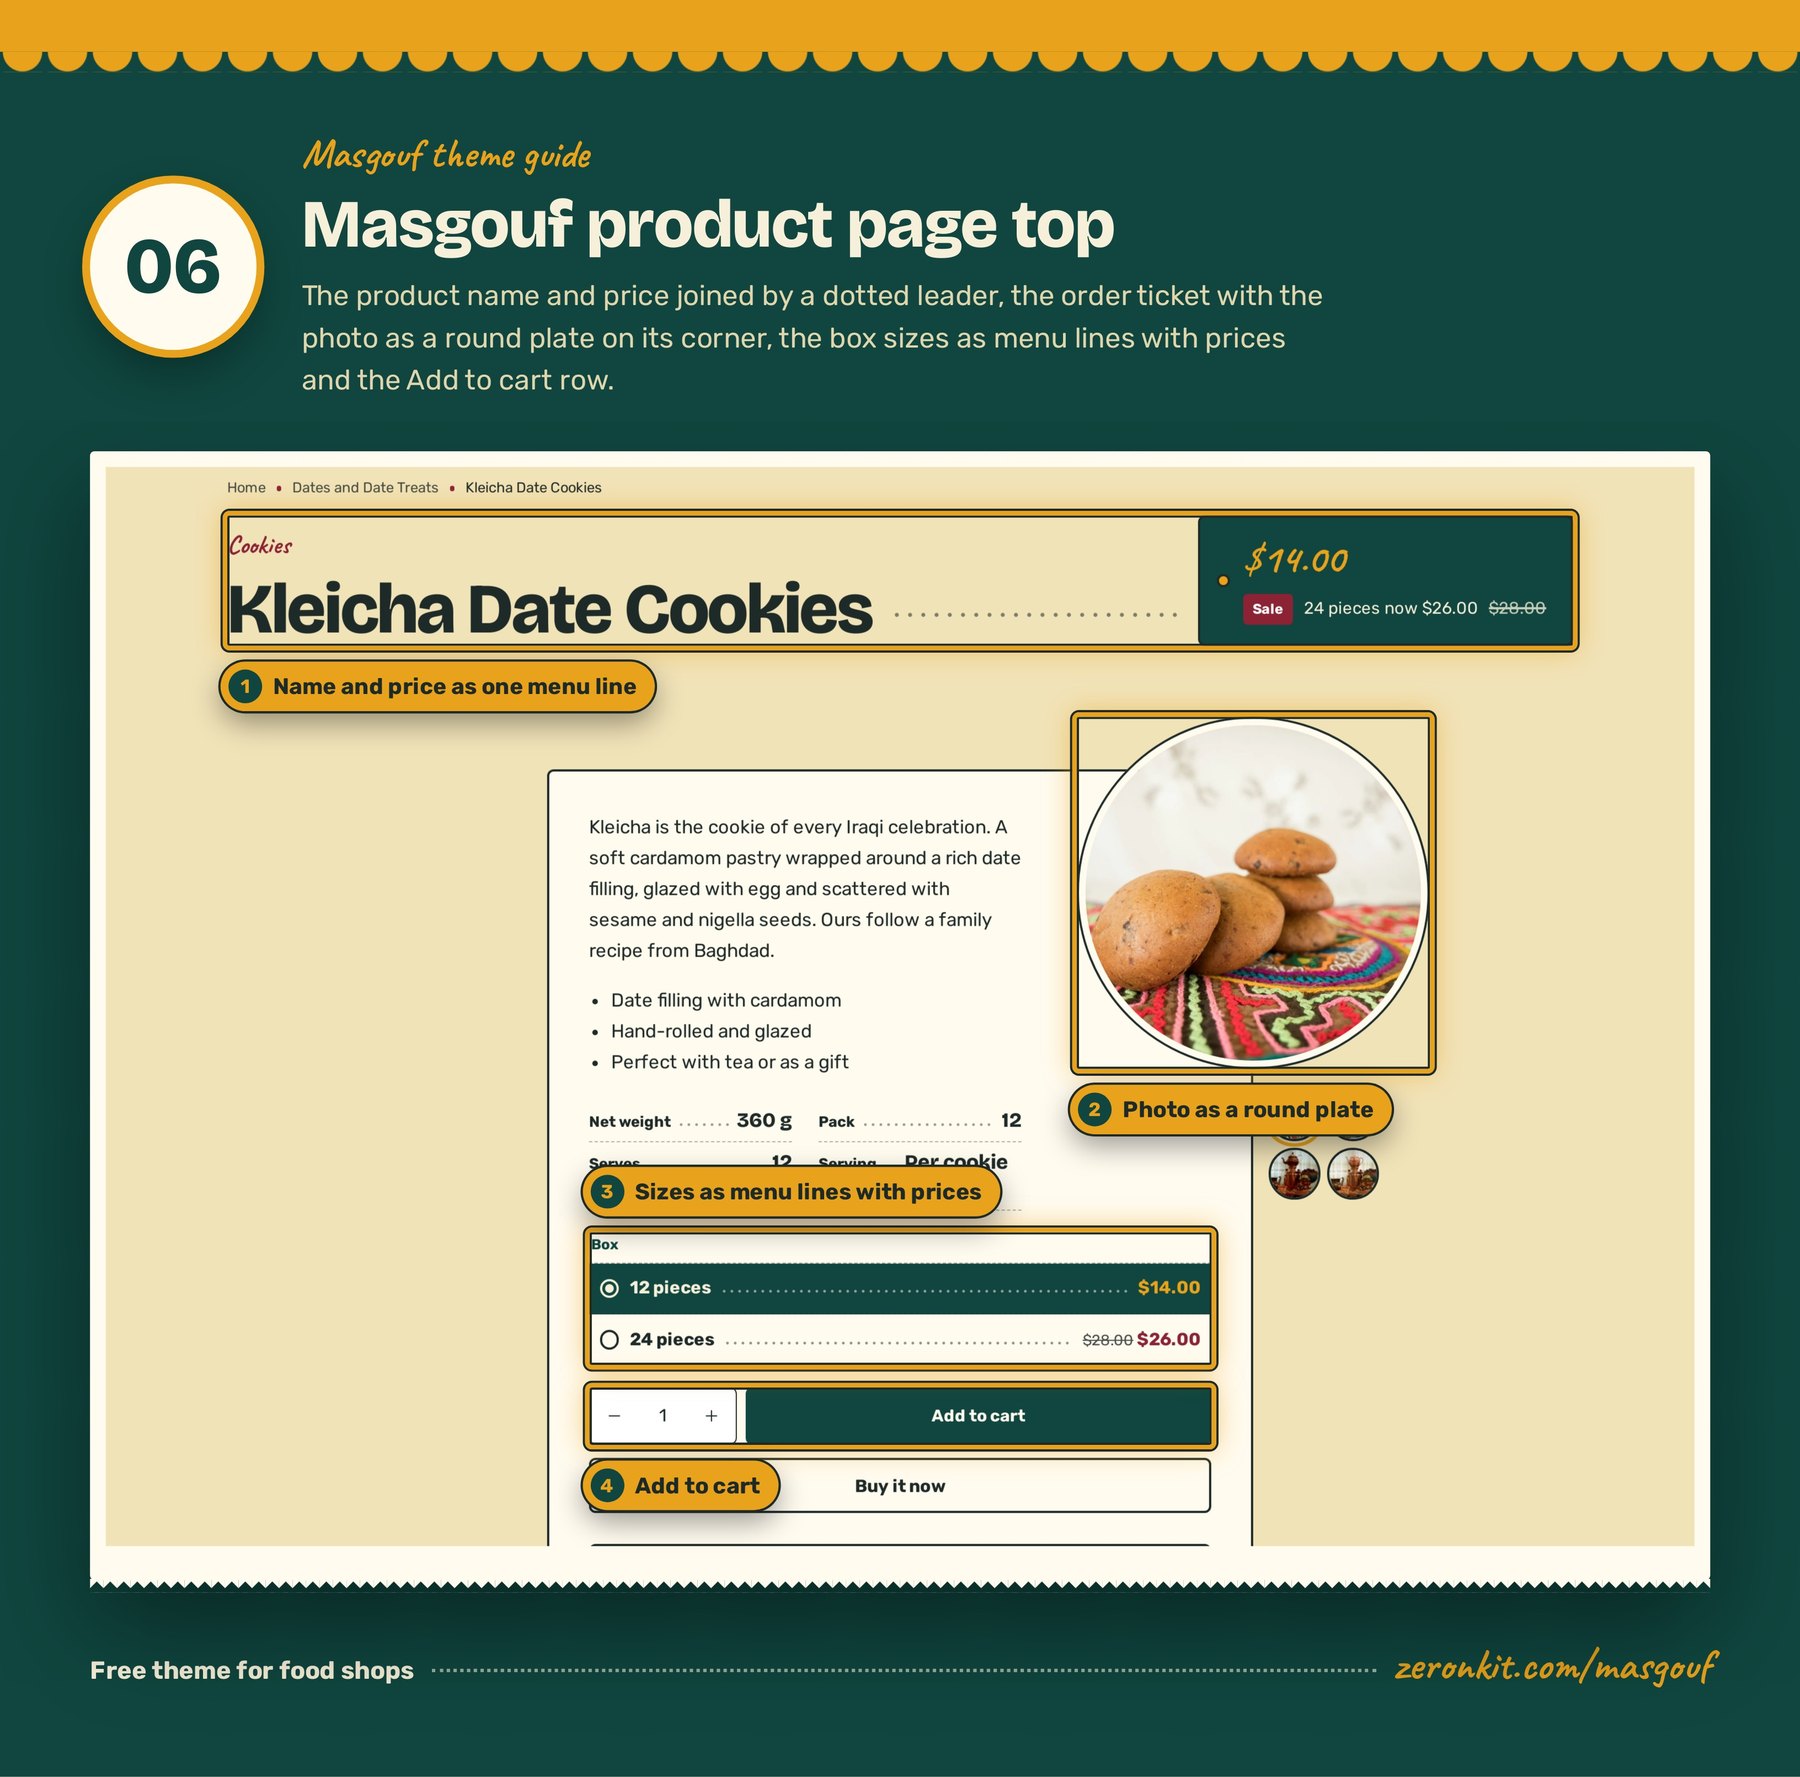 Masgouf theme guide
06
Masgouf product page top
The product name and price joined by a dotted leader, the order ticket with the
photo as a round plate on its corner, the box sizes as menu lines with prices
and the Add to cart row.
Home • Dates and Date Treats • Kleicha Date Cookies
Cookies
Kleicha Date Cookies
$14.00
Sale 24 pieces now $26.00 $28.00
1 Name and price as one menu line
Kleicha is the cookie of every Iraqi celebration. A
soft cardamom pastry wrapped around a rich date
filling, glazed with egg and scattered with
sesame and nigella seeds. Ours follow a family
recipe from Baghdad.
• Date filling with cardamom
• Hand-rolled and glazed
• Perfect with tea or as a gift
2 Photo as a round plate
Net weight 360 g Pack 12
Serves 12 Serving Per cookie
3 Sizes as menu lines with prices
Box
12 pieces $14.00
24 pieces $28.00 $26.00
− 1 + Add to cart
4 Add to cart
Buy it now
Free theme for food shops
zeronkit.com/masgouf